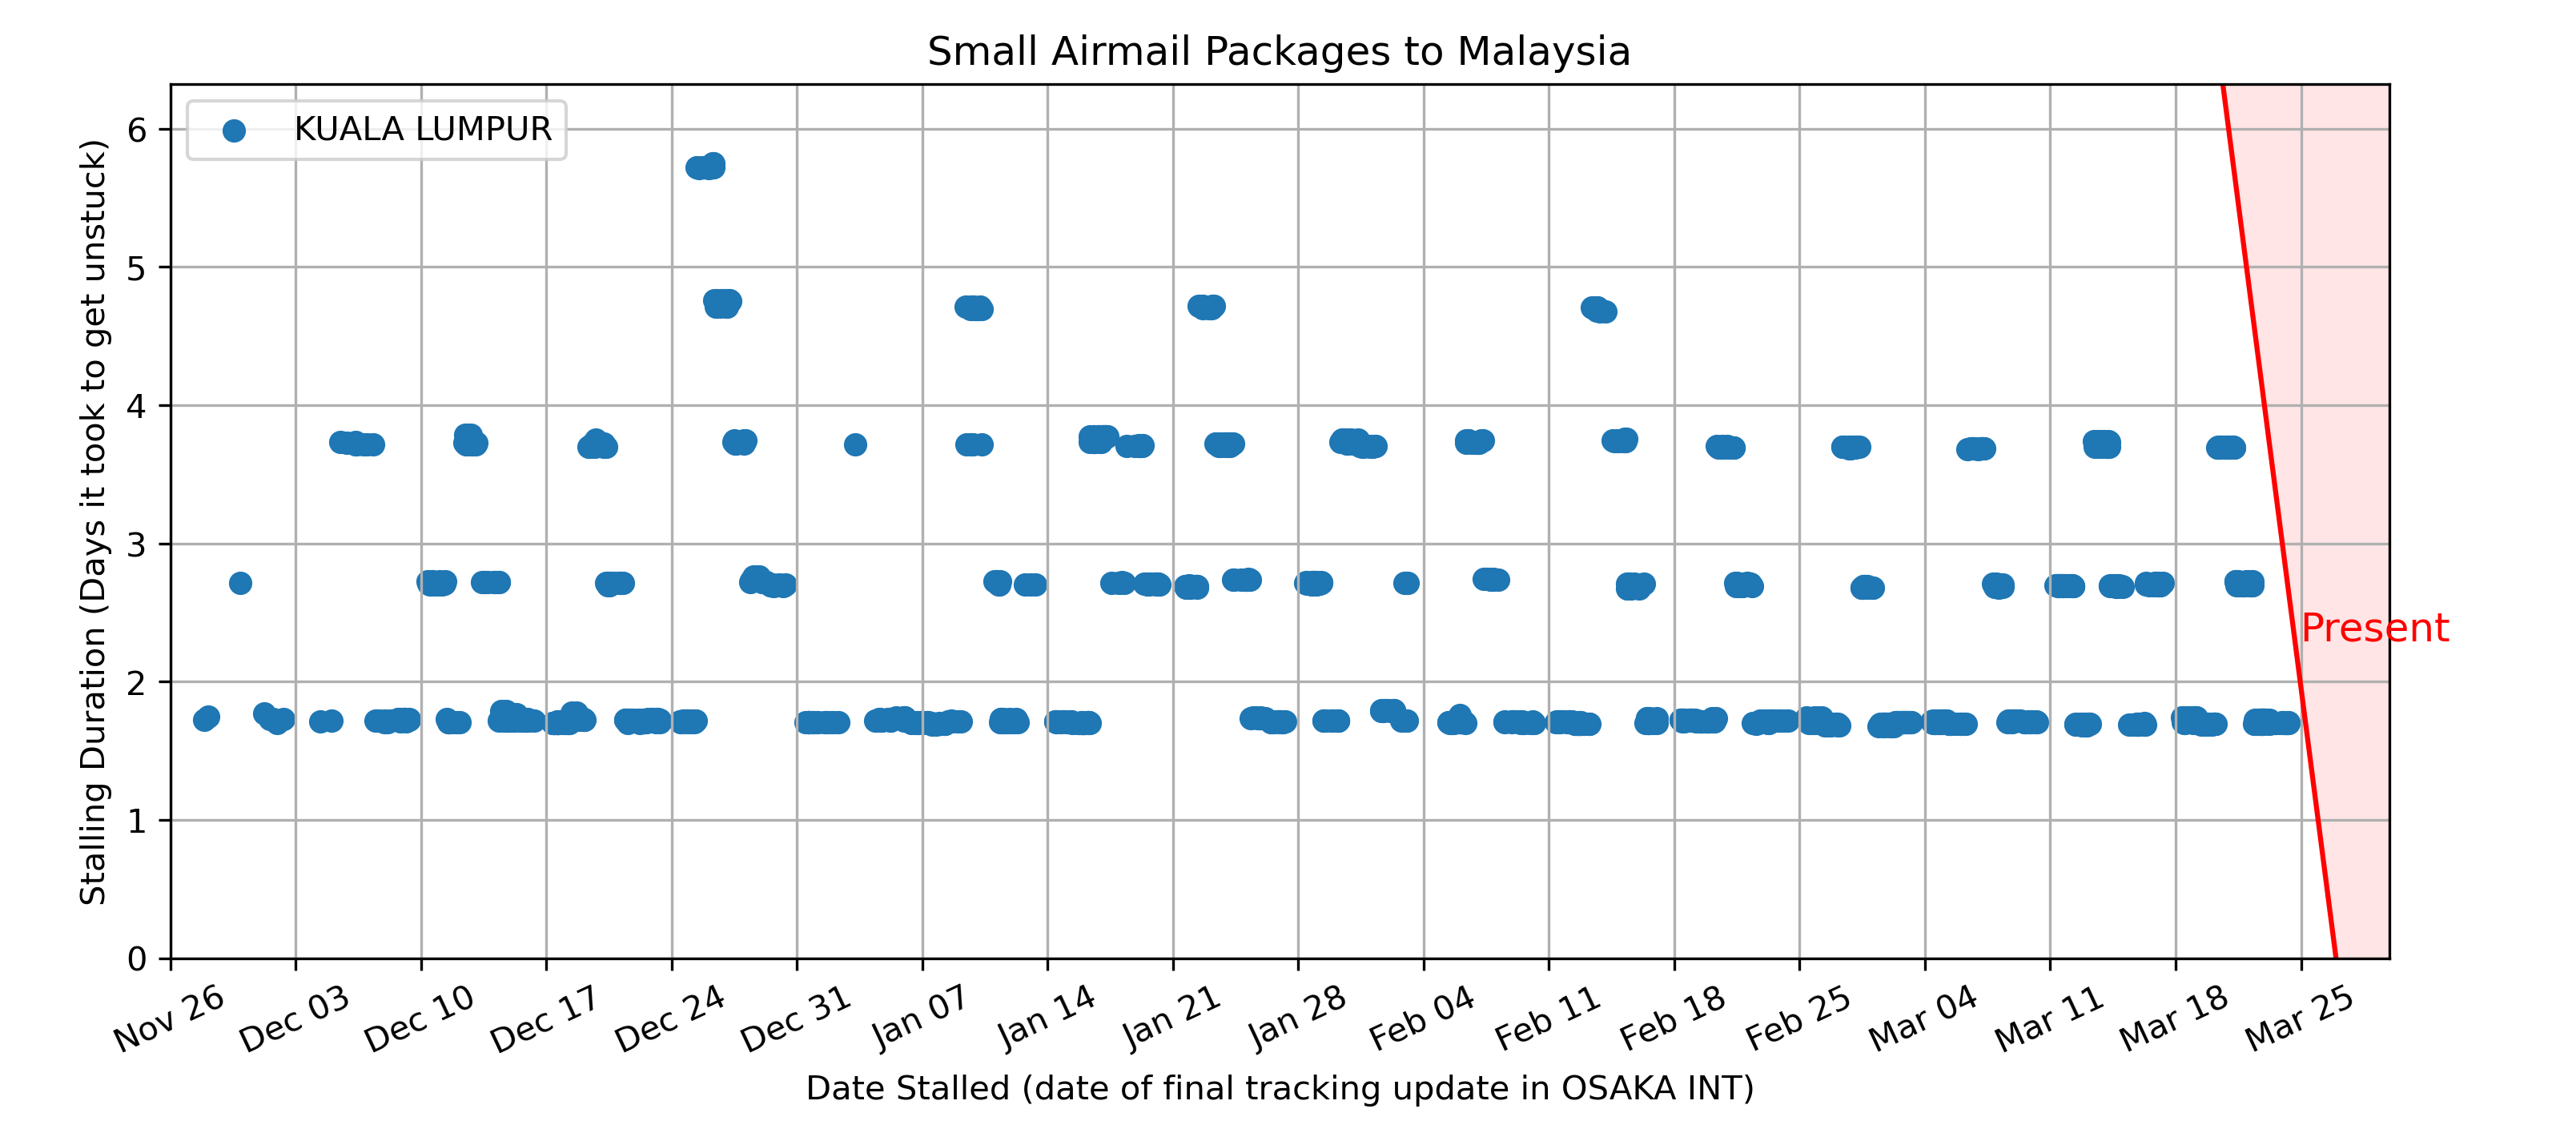 Small Airmail Packages to Malaysia
KUALA LUMPUR
Stalling Duration (Days it took to get unstuck)
6
5
4
3
2
1
0
Present
Nov 26
Dec 03
Dec 10
Dec 17
Dec 24
Dec 31
Jan 07
Jan 14
Jan 21
Jan 28
Feb 04
Feb 11
Feb 18
Feb 25
Mar 04
Mar 11
Mar 18
Mar 25
Date Stalled (date of final tracking update in OSAKA INT)